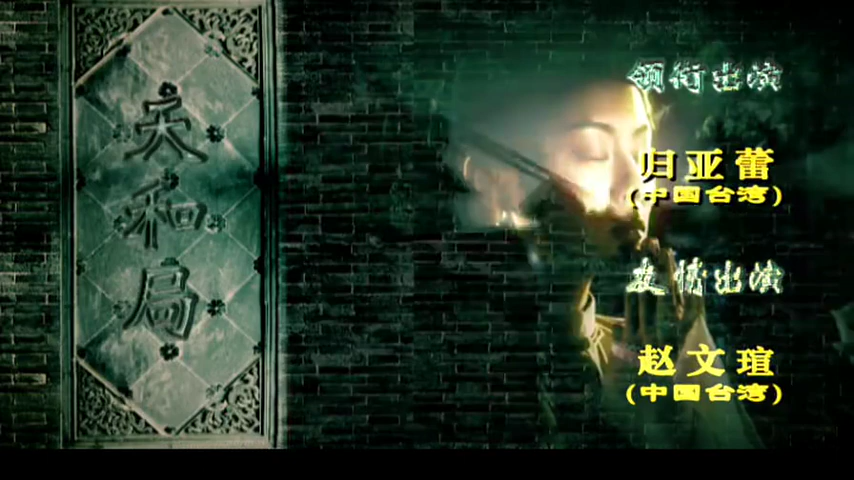 天和局
领衔出演
归亚蕾
(中国台湾)
友情出演
赵文瑄
(中国台湾)